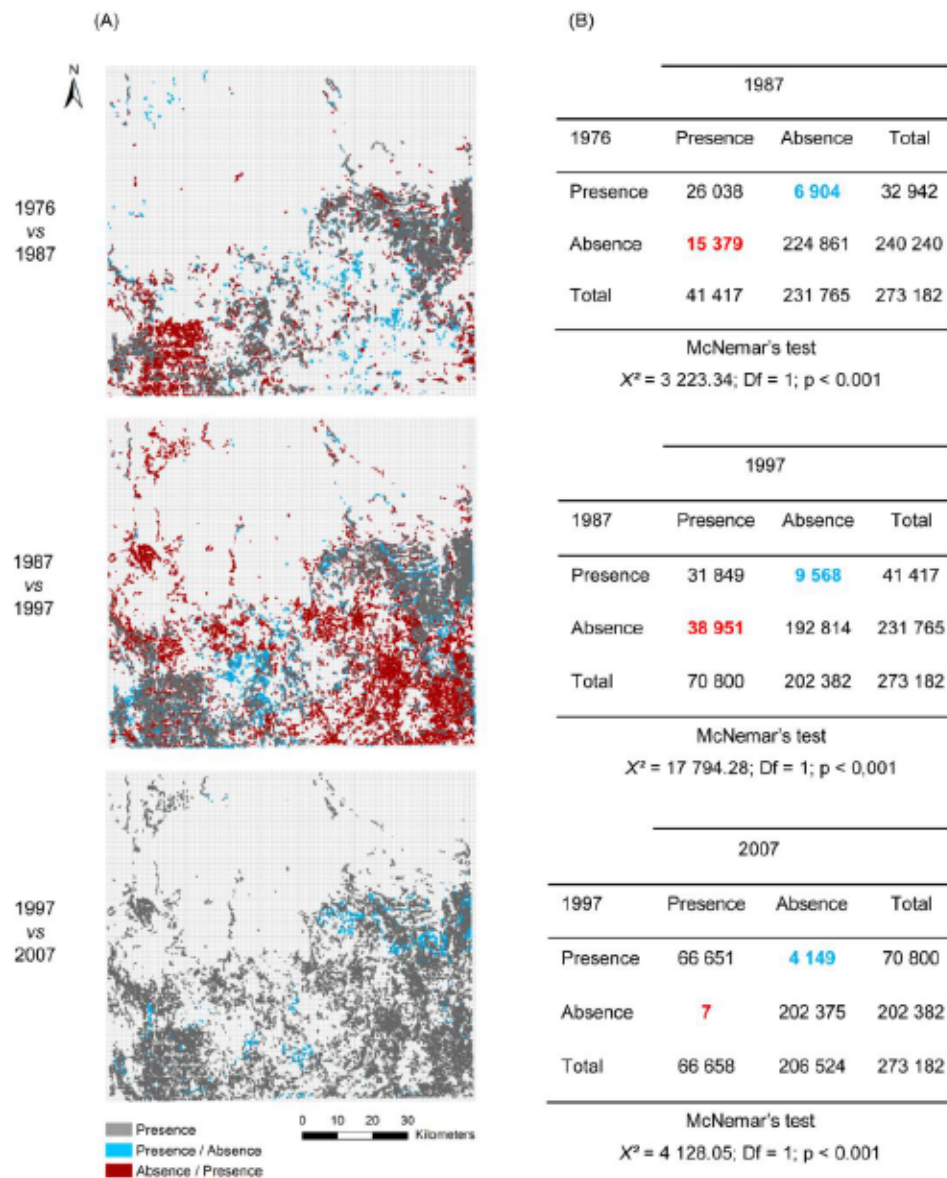 (A)
(B)
N
1976
vs
1987
1987
1976 Presence Absence Total
Presence 26 038 6 904 32 942
Absence 15 379 224 861 240 240
Total 41 417 231 765 273 182
McNemar's test
X² = 3 223.34; Df = 1; p < 0.001
1987
vs
1997
1997
1987 Presence Absence Total
Presence 31 849 9 568 41 417
Absence 38 951 192 814 231 765
Total 70 800 202 382 273 182
McNemar's test
X² = 17 794.28; Df = 1; p < 0,001
1997
vs
2007
2007
1997 Presence Absence Total
Presence 66 651 4 149 70 800
Absence 7 202 375 202 382
Total 66 658 206 524 273 182
McNemar's test
X² = 4 128.05; Df = 1; p < 0.001
Presence
Presence / Absence
Absence / Presence
0 10 20 30
Kilometers